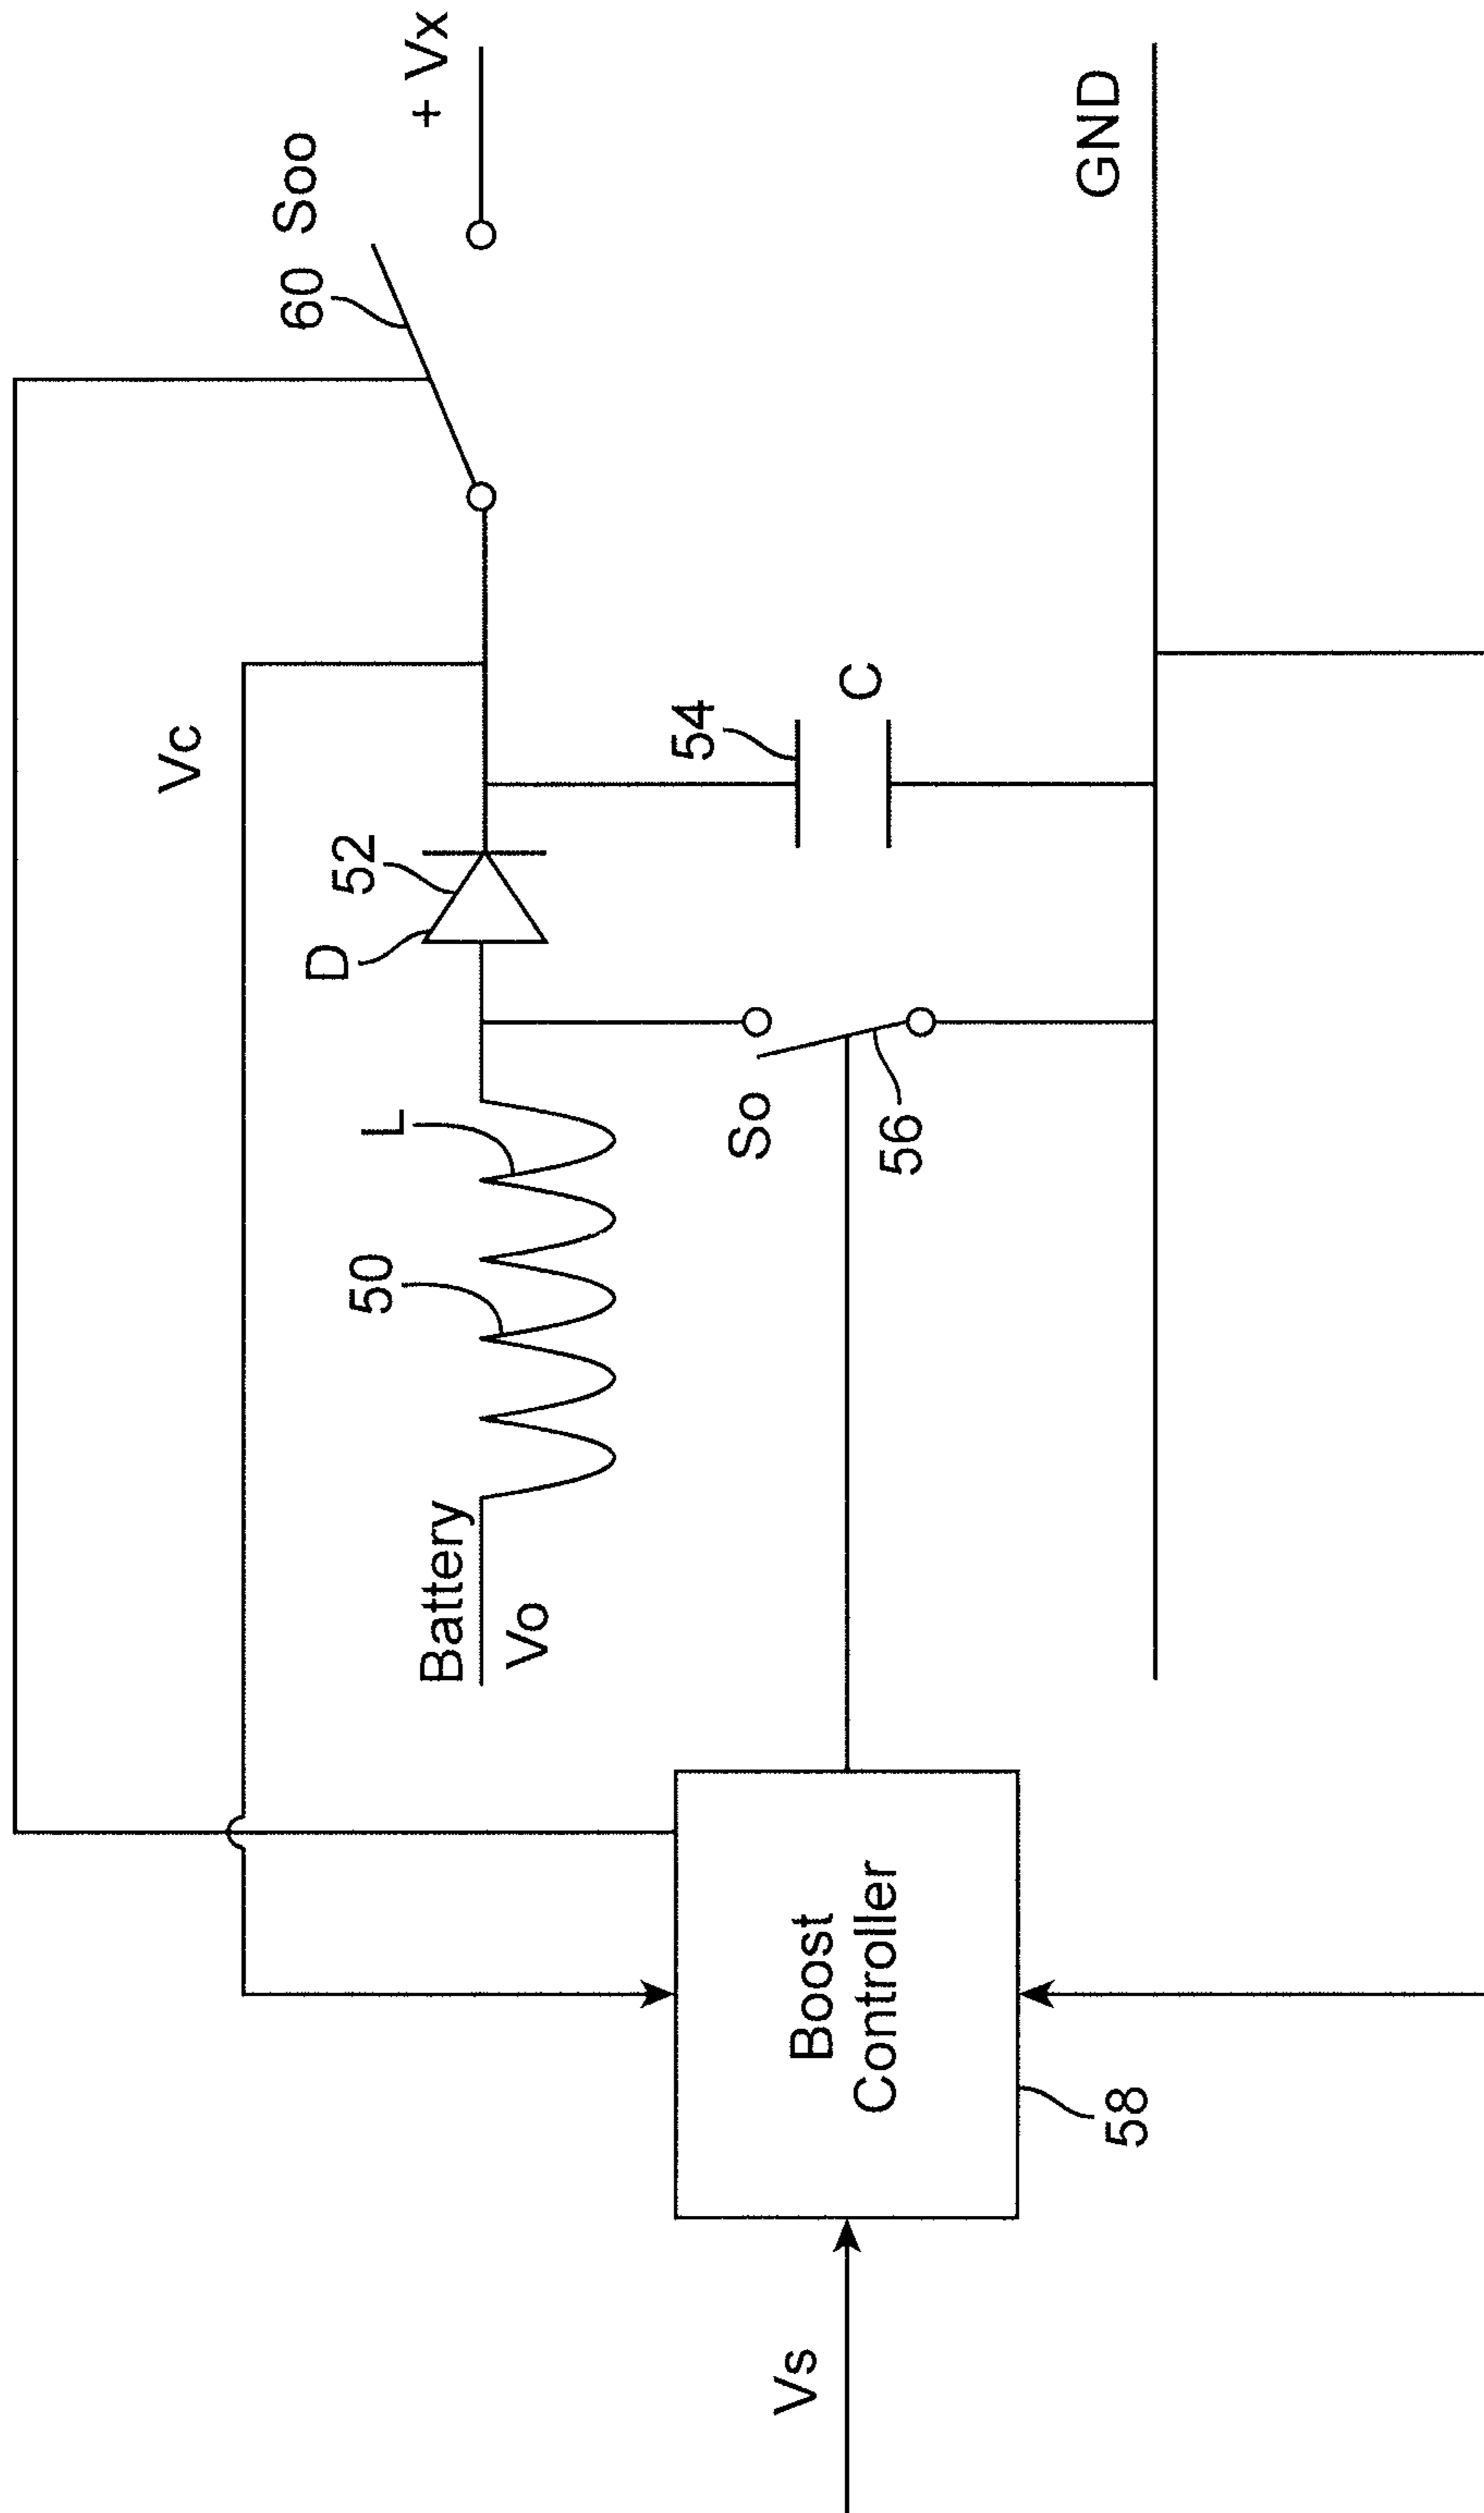 60 Soo
+ Vx
Vc
D
52
54
C
GND
Battery
Vo
50
L
So
56
Vs
Boost
Controller
58